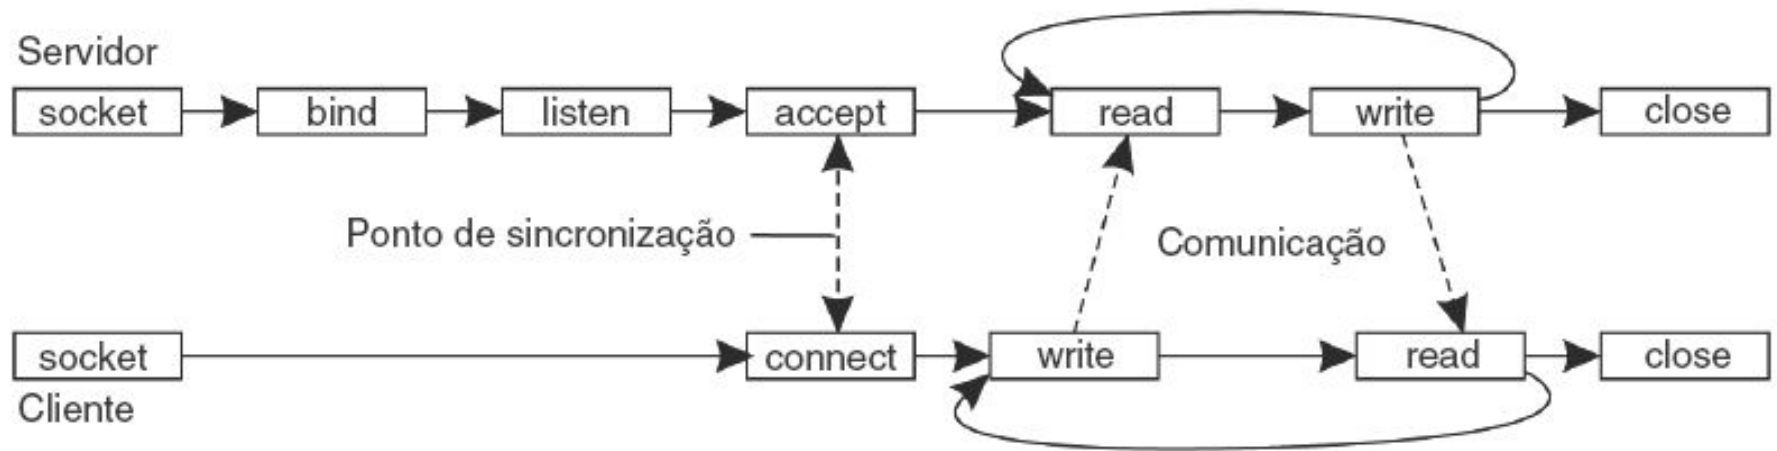 Servidor
socket
bind
listen
accept
read
write
close
Ponto de sincronização
Comunicação
socket
connect
write
read
close
Cliente